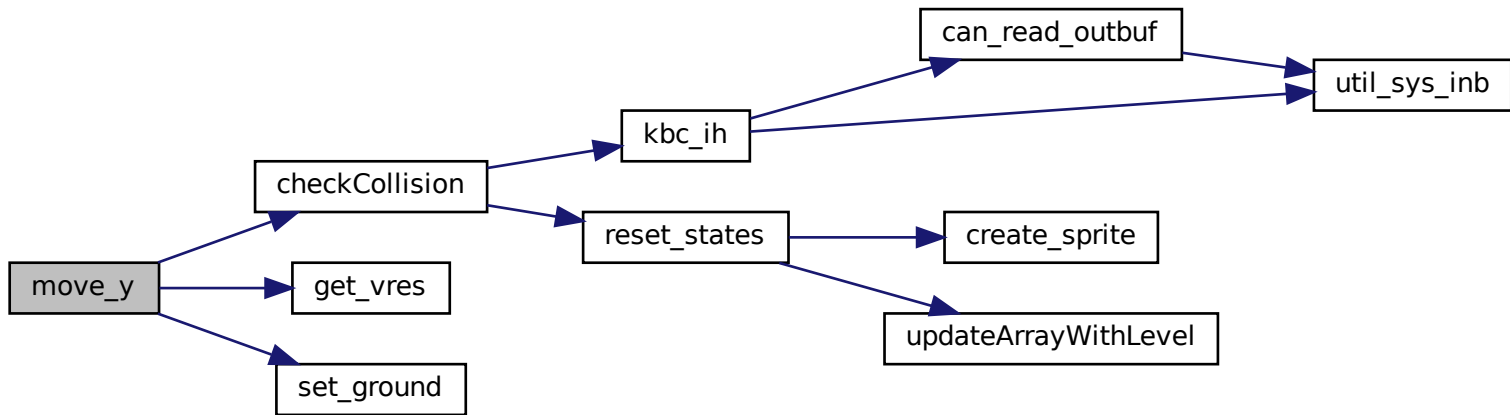 move_y
checkCollision
get_vres
set_ground
kbc_ih
reset_states
can_read_outbuf
create_sprite
updateArrayWithLevel
util_sys_inb